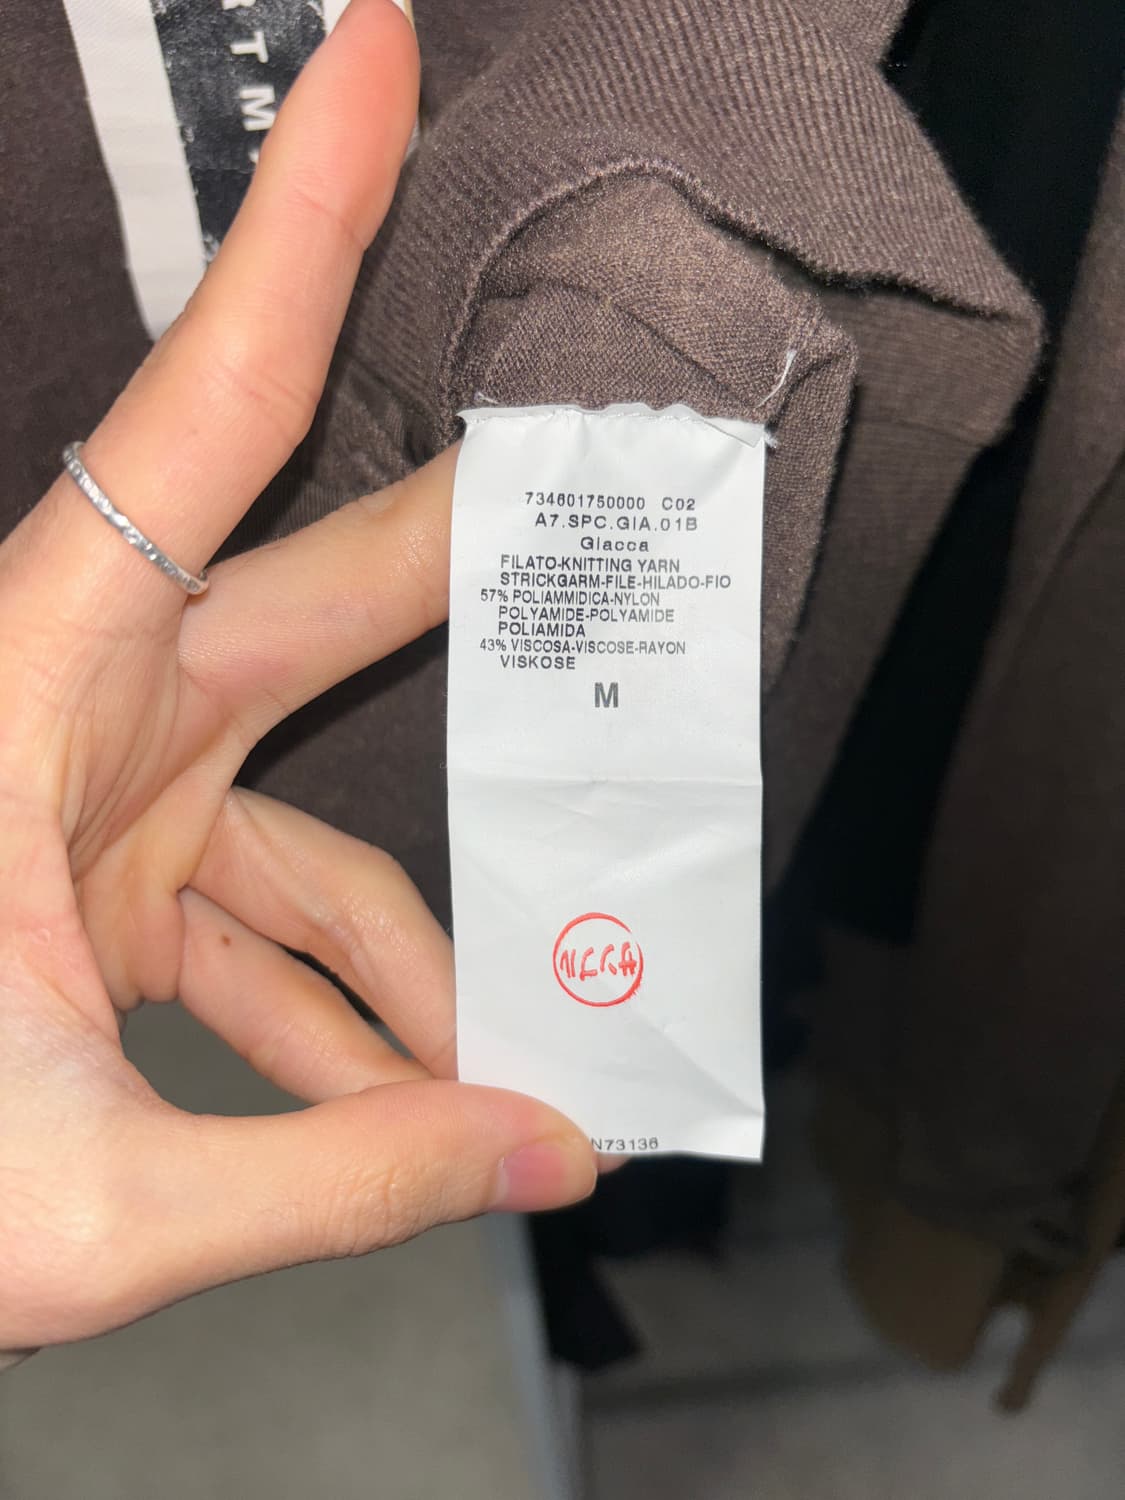 RTM
734601750000 C02
A7.SPC.GIA.01B
Giacca
FILATO-KNITTING YARN
STRICKGARM-FILE-HILADO-FIO
57% POLIAMMIDICA-NYLON
POLYAMIDE-POLYAMIDE
POLIAMIDA
43% VISCOSA-VISCOSE-RAYON
VISKOSE
M
N73136